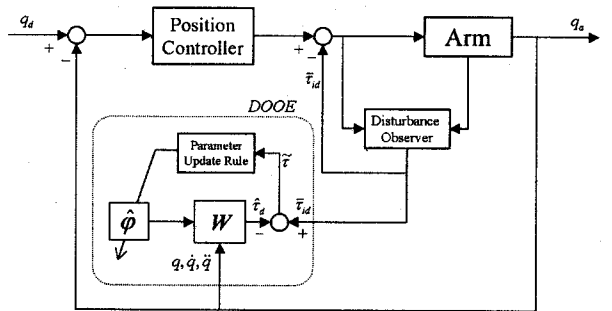 q_d
+
−
Position
Controller
+
−
Arm
q_a
τ̄_id
Disturbance
Observer
DOOE
Parameter
Update Rule
τ̃
φ̂
W
τ̂_d
−
τ̄_id
+
q, q̇, q̈